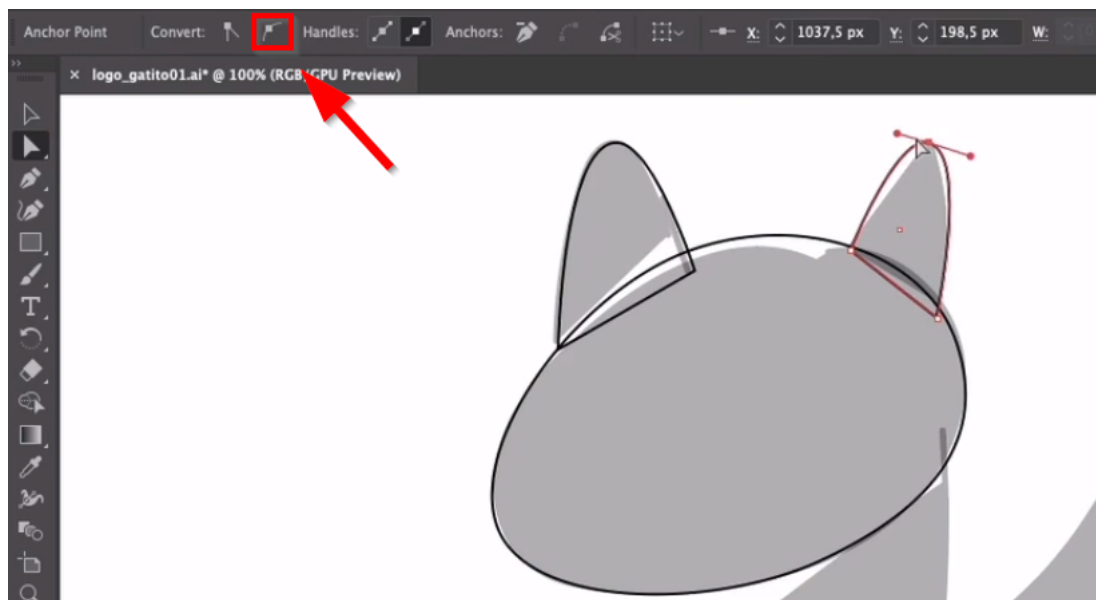 Anchor Point Convert: Handles: Anchors: X: 1037,5 px Y: 198,5 px W:
× logo_gatito01.ai* @ 100% (RGB/GPU Preview)